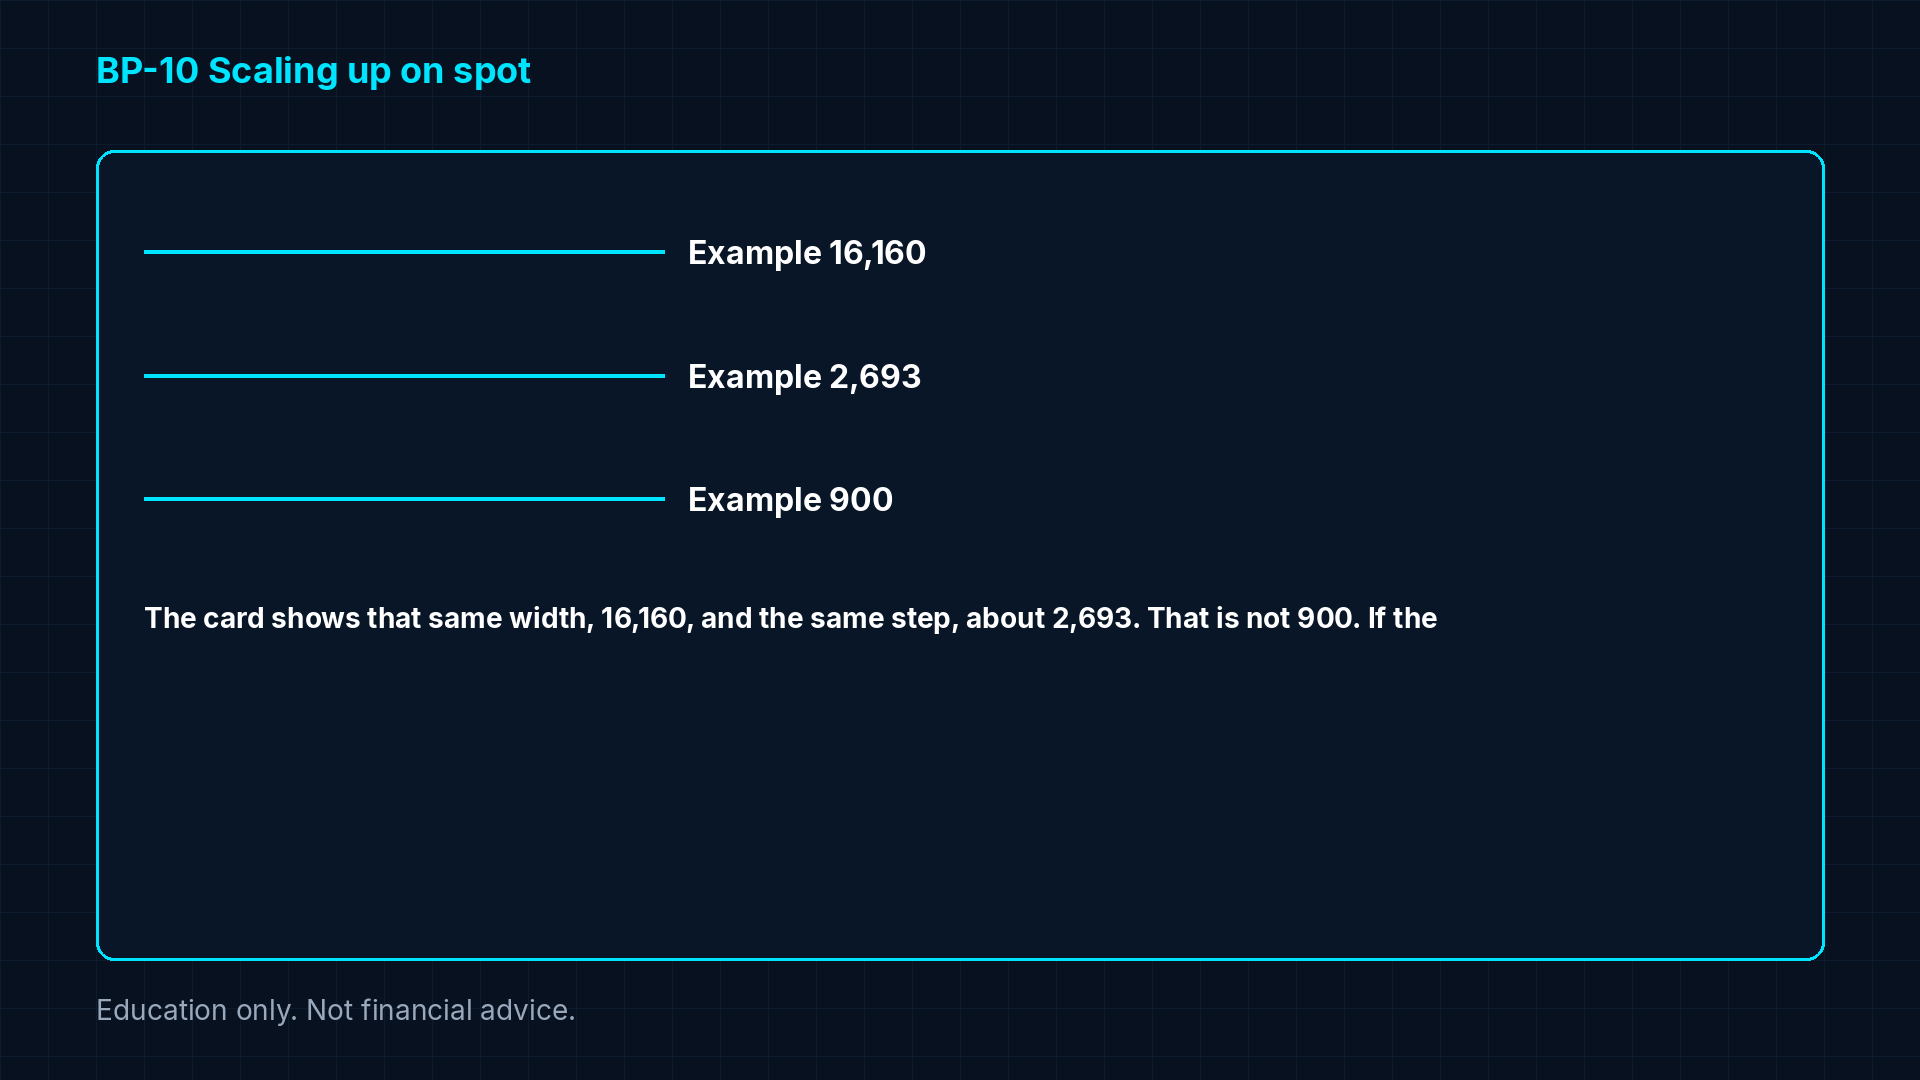 BP-10 Scaling up on spot
Example 16,160
Example 2,693
Example 900
The card shows that same width, 16,160, and the same step, about 2,693. That is not 900. If the
Education only. Not financial advice.